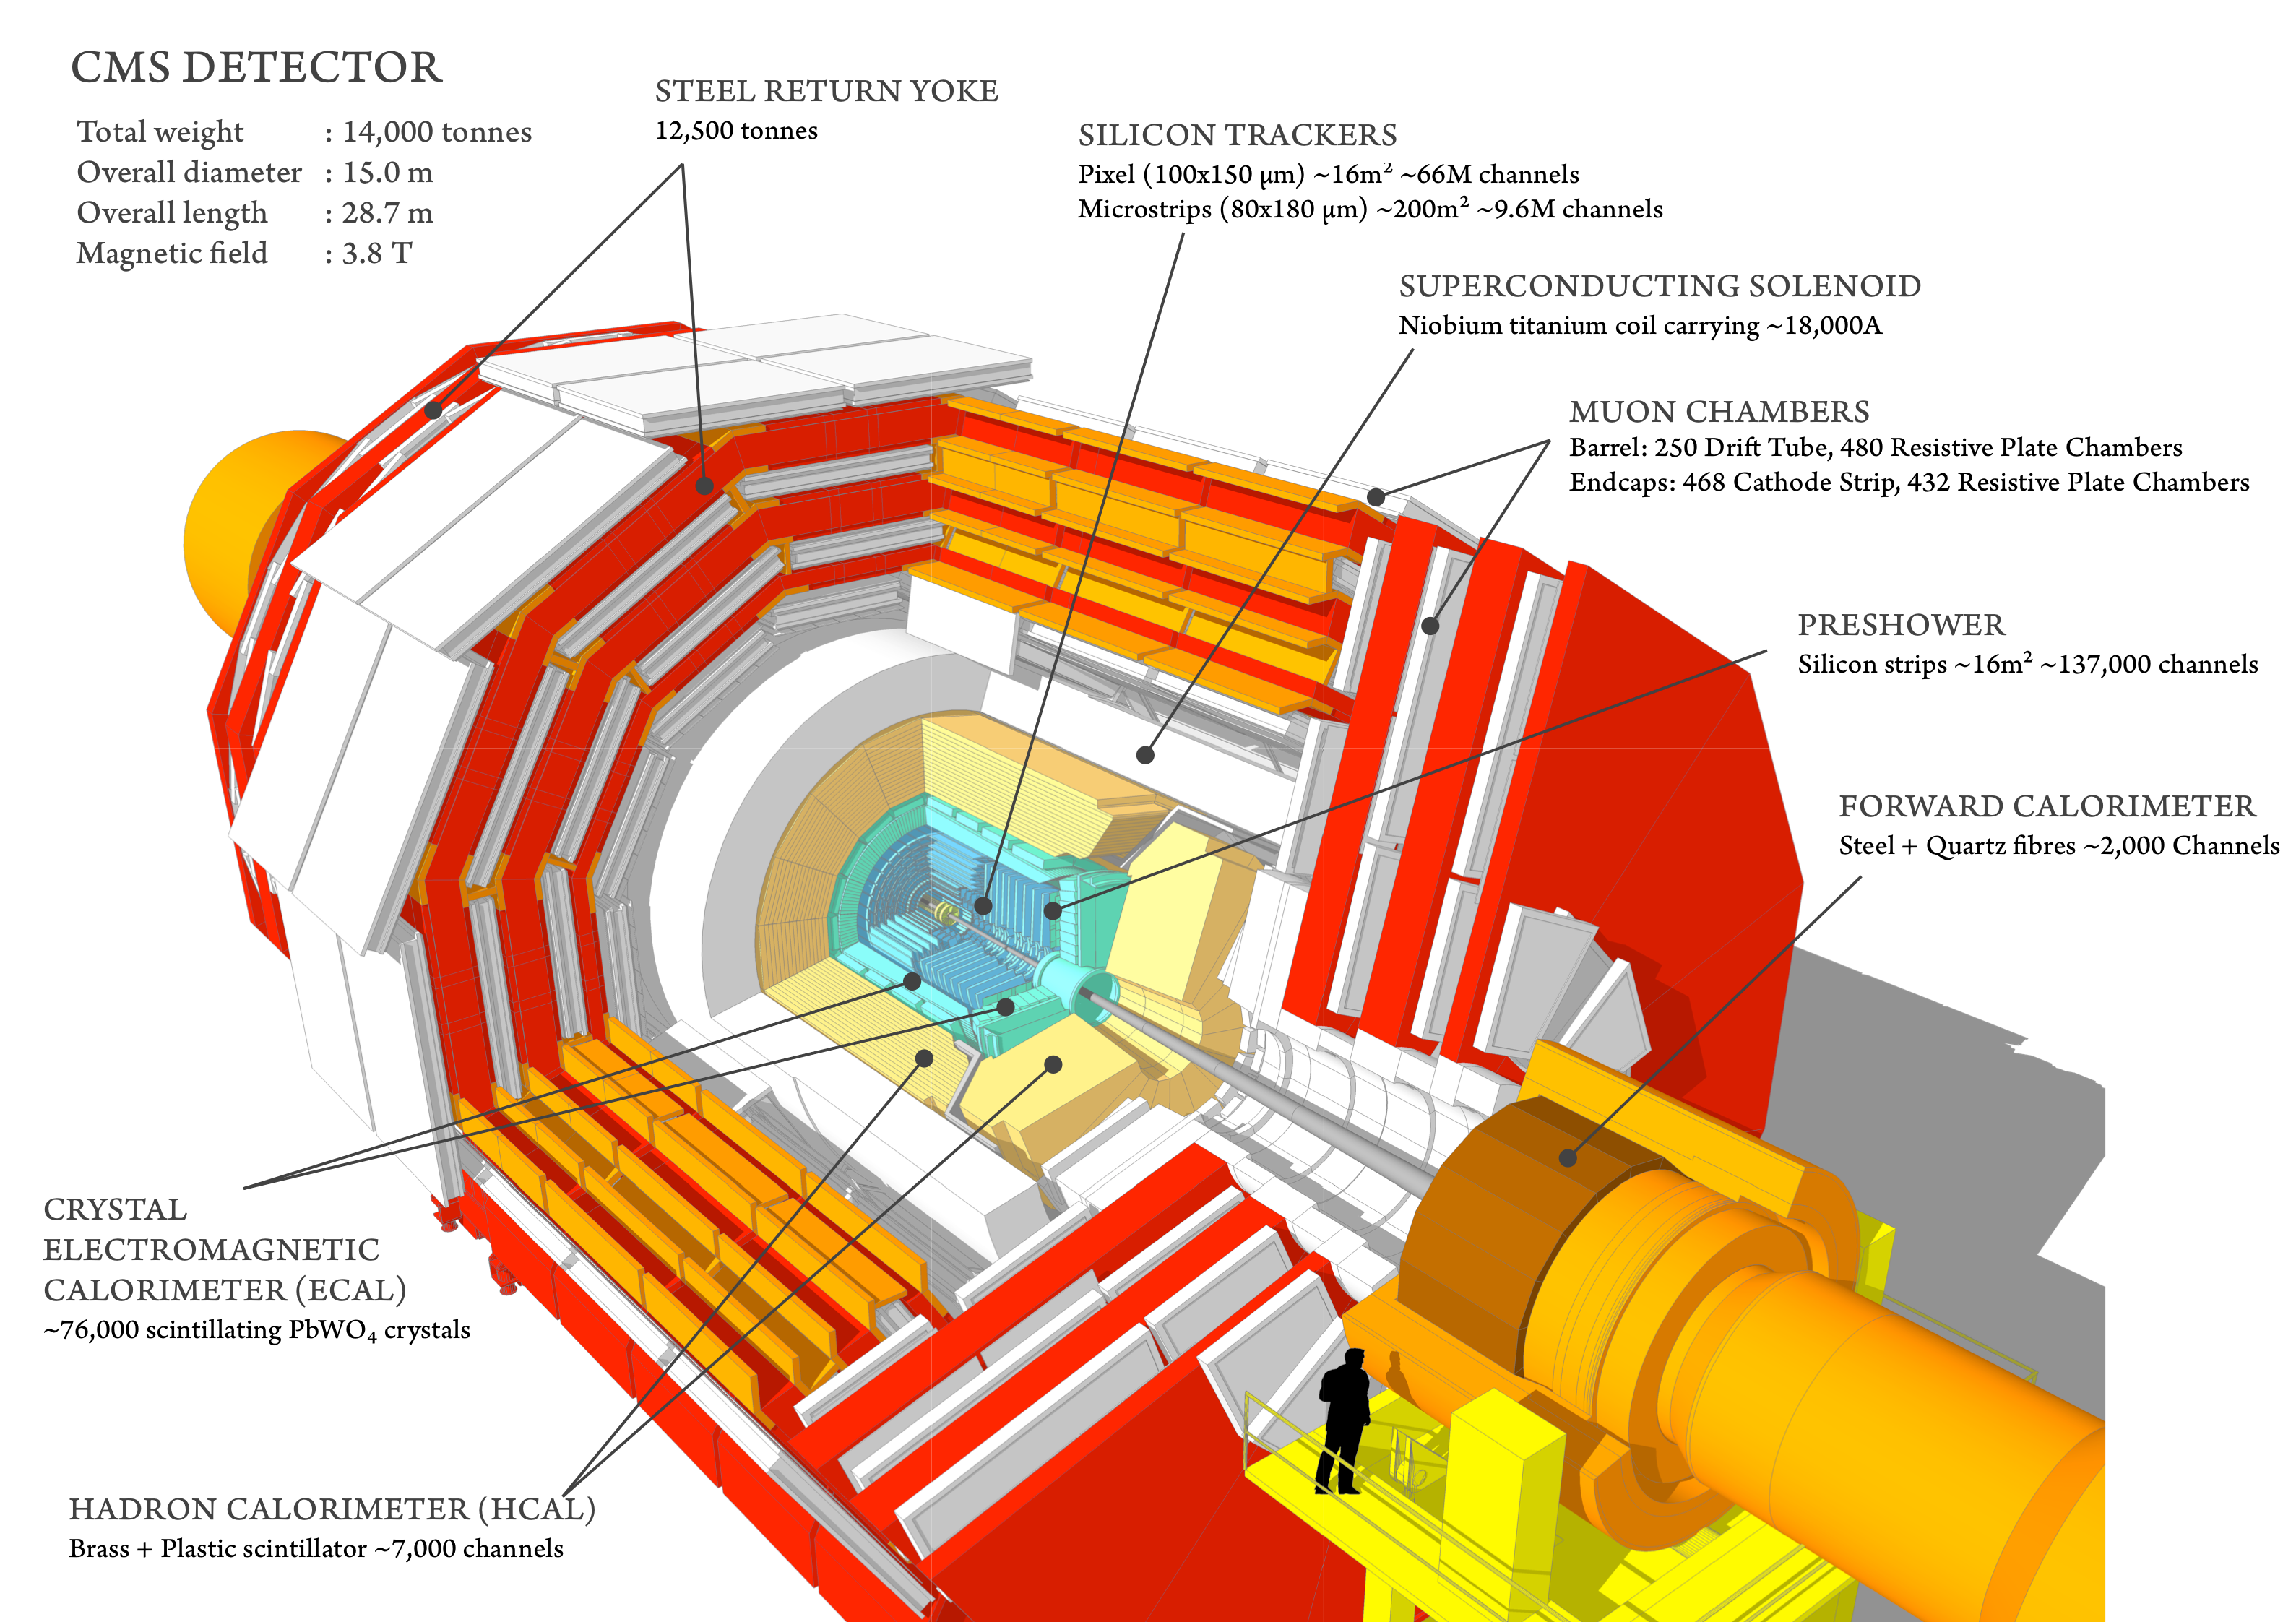 CMS DETECTOR
Total weight : 14,000 tonnes
Overall diameter : 15.0 m
Overall length : 28.7 m
Magnetic field : 3.8 T
STEEL RETURN YOKE
12,500 tonnes
SILICON TRACKERS
Pixel (100x150 μm) ~16m² ~66M channels
Microstrips (80x180 μm) ~200m² ~9.6M channels
SUPERCONDUCTING SOLENOID
Niobium titanium coil carrying ~18,000A
MUON CHAMBERS
Barrel: 250 Drift Tube, 480 Resistive Plate Chambers
Endcaps: 468 Cathode Strip, 432 Resistive Plate Chambers
PRESHOWER
Silicon strips ~16m² ~137,000 channels
FORWARD CALORIMETER
Steel + Quartz fibres ~2,000 Channels
CRYSTAL
ELECTROMAGNETIC
CALORIMETER (ECAL)
~76,000 scintillating PbWO₄ crystals
HADRON CALORIMETER (HCAL)
Brass + Plastic scintillator ~7,000 channels